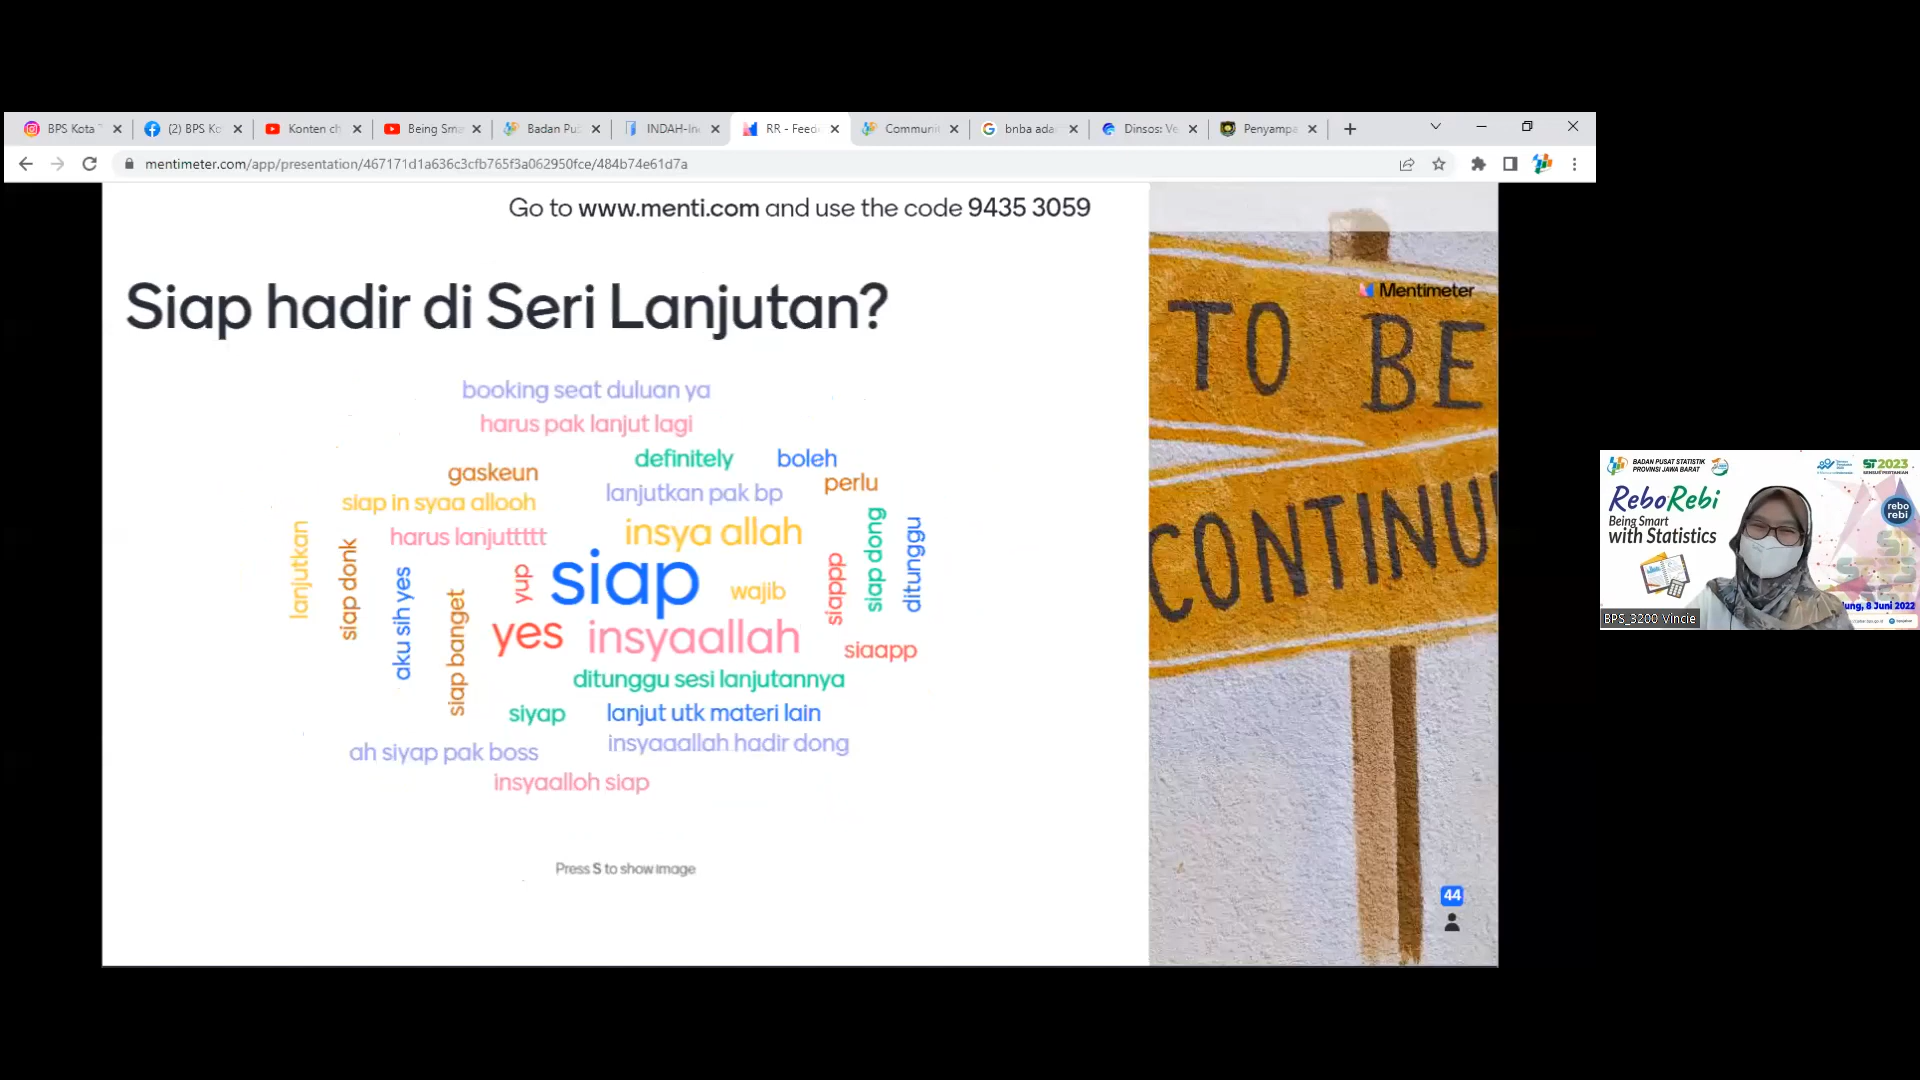 BPS Kota
(2) BPS Ko
Konten ch
Being Sma
Badan Pu
INDAH-In
RR - Feed
Communit
bnba ada
Dinsos: Ve
Penyampa
mentimeter.com/app/presentation/467171d1a636c3cfb765f3a062950fce/484b74e61d7a
Go to www.menti.com and use the code 9435 3059
Siap hadir di Seri Lanjutan?
booking seat duluan ya
harus pak lanjut lagi
definitely
boleh
gaskeun
perlu
siap in syaa allooh
lanjutkan pak bp
harus lanjuttttt
insya allah
lanjutkan
siap donk
aku sih yes
siap banget
yup
siap
wajib
siappp
siap dong
ditunggu
yes
insyaallah
siaapp
ditunggu sesi lanjutannya
siyap
lanjut utk materi lain
ah siyap pak boss
insyaaallah hadir dong
insyaalloh siap
Press S to show image
Mentimeter
TO BE
CONTINU
44
BADAN PUSAT STATISTIK
PROVINSI JAWA BARAT
ST2023
SENSUS PERTANIAN
ReboRebi
Being Smart
with Statistics
rebo
rebi
ung, 8 Juni 2022
BPS_3200 Vincie